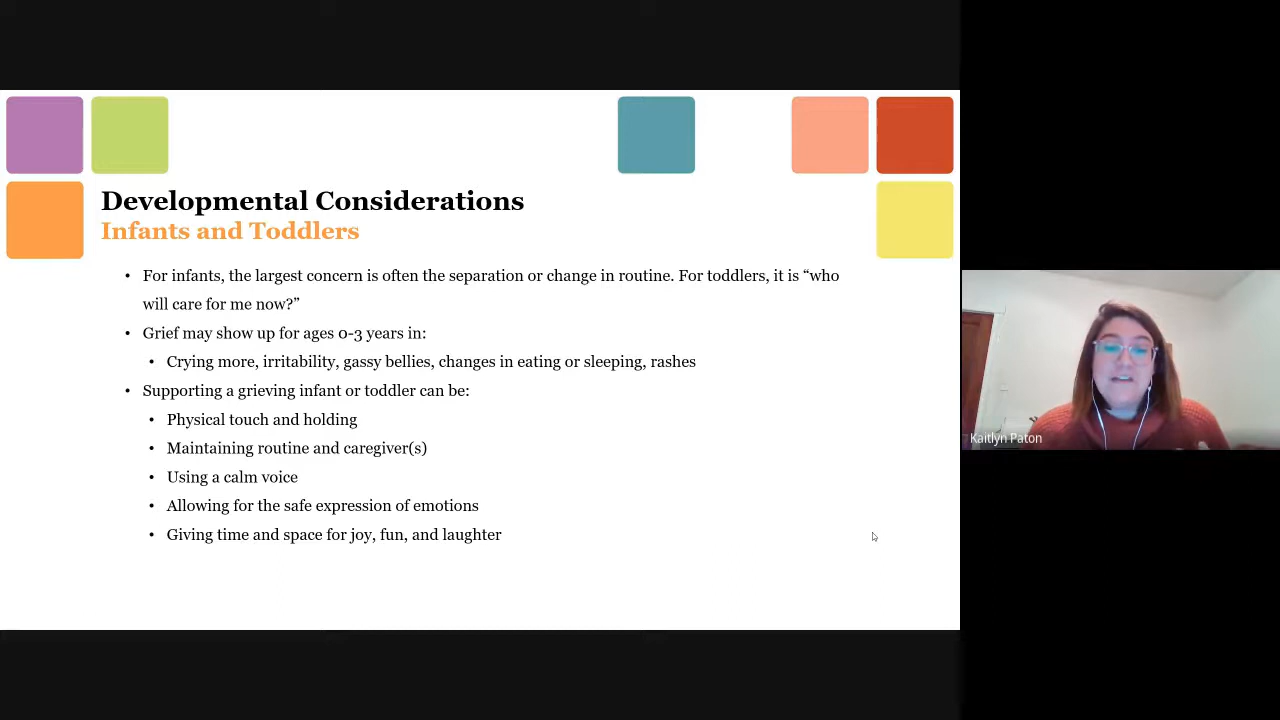 Developmental Considerations
Infants and Toddlers
• For infants, the largest concern is often the separation or change in routine. For toddlers, it is “who
will care for me now?”
• Grief may show up for ages 0-3 years in:
• Crying more, irritability, gassy bellies, changes in eating or sleeping, rashes
• Supporting a grieving infant or toddler can be:
• Physical touch and holding
• Maintaining routine and caregiver(s)
• Using a calm voice
• Allowing for the safe expression of emotions
• Giving time and space for joy, fun, and laughter
Kaitlyn Paton